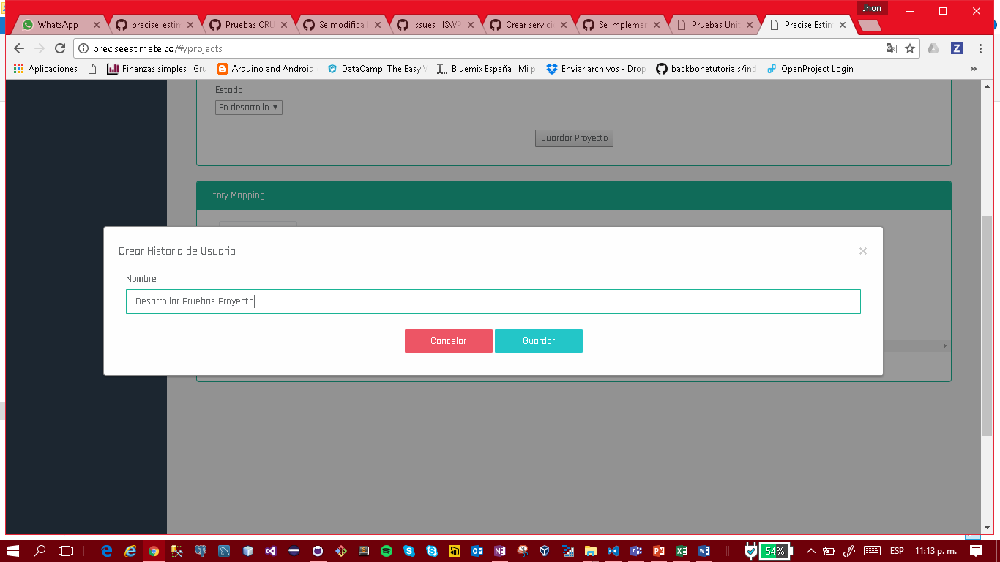 Jhon
WhatsApp
precise_estin
Pruebas CRU
Se modifica
Issues · ISWP
Crear servici
Se implemer
Pruebas Unit
Precise Estim
preciseestimate.co/#/projects
Aplicaciones
Finanzas simples | Gru
Arduino and Android
DataCamp: The Easy
Bluemix España : Mi p
Enviar archivos - Drop
backbonetutorials/ind
OpenProject Login
»
Estado
En desarrollo
Guardar Proyecto
Story Mapping
Crear Historia de Usuario
×
Nombre
Desarrollar Pruebas Proyecto
Cancelar
Guardar
54%
ESP
11:13 p. m.